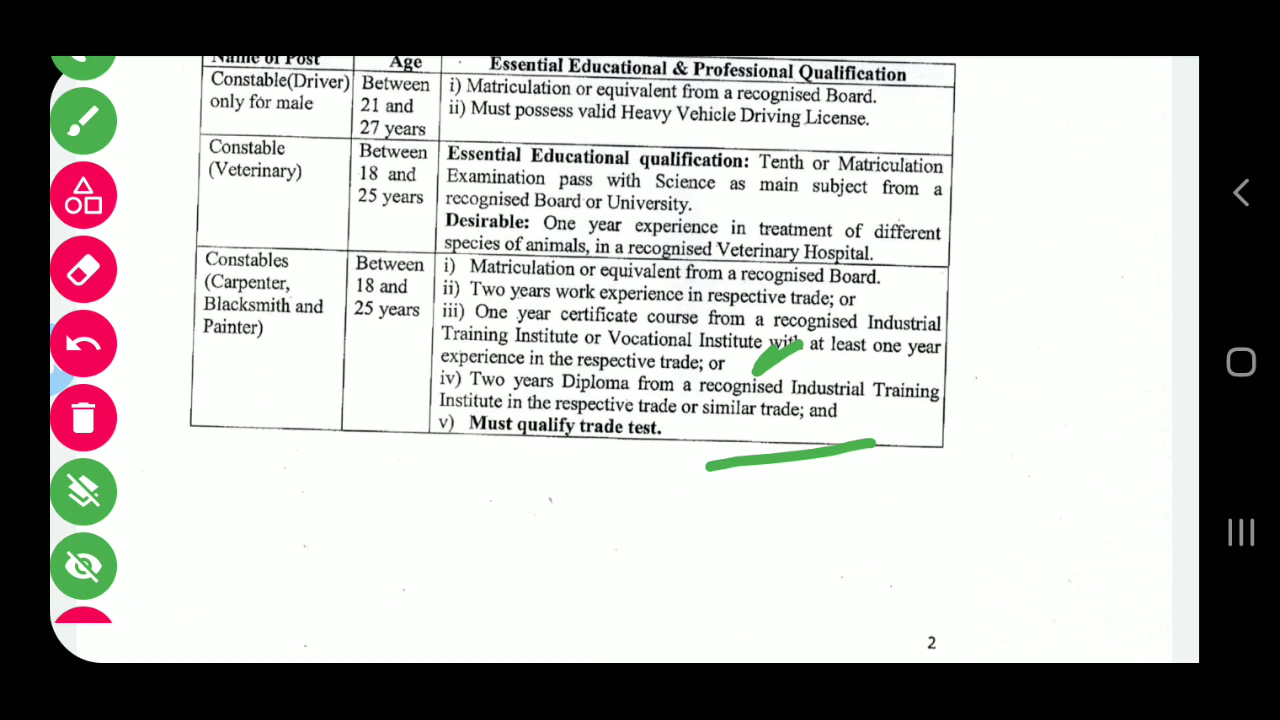 Name of Post
Age
Essential Educational & Professional Qualification
Constable(Driver)
only for male
Between
21 and
27 years
i) Matriculation or equivalent from a recognised Board.
ii) Must possess valid Heavy Vehicle Driving License.
Constable
(Veterinary)
Between
18 and
25 years
Essential Educational qualification: Tenth or Matriculation
Examination pass with Science as main subject from a
recognised Board or University.
Desirable: One year experience in treatment of different
species of animals, in a recognised Veterinary Hospital.
Constables
(Carpenter,
Blacksmith and
Painter)
Between
18 and
25 years
i) Matriculation or equivalent from a recognised Board.
ii) Two years work experience in respective trade; or
iii) One year certificate course from a recognised Industrial
Training Institute or Vocational Institute with at least one year
experience in the respective trade; or
iv) Two years Diploma from a recognised Industrial Training
Institute in the respective trade or similar trade; and
v) Must qualify trade test.
2